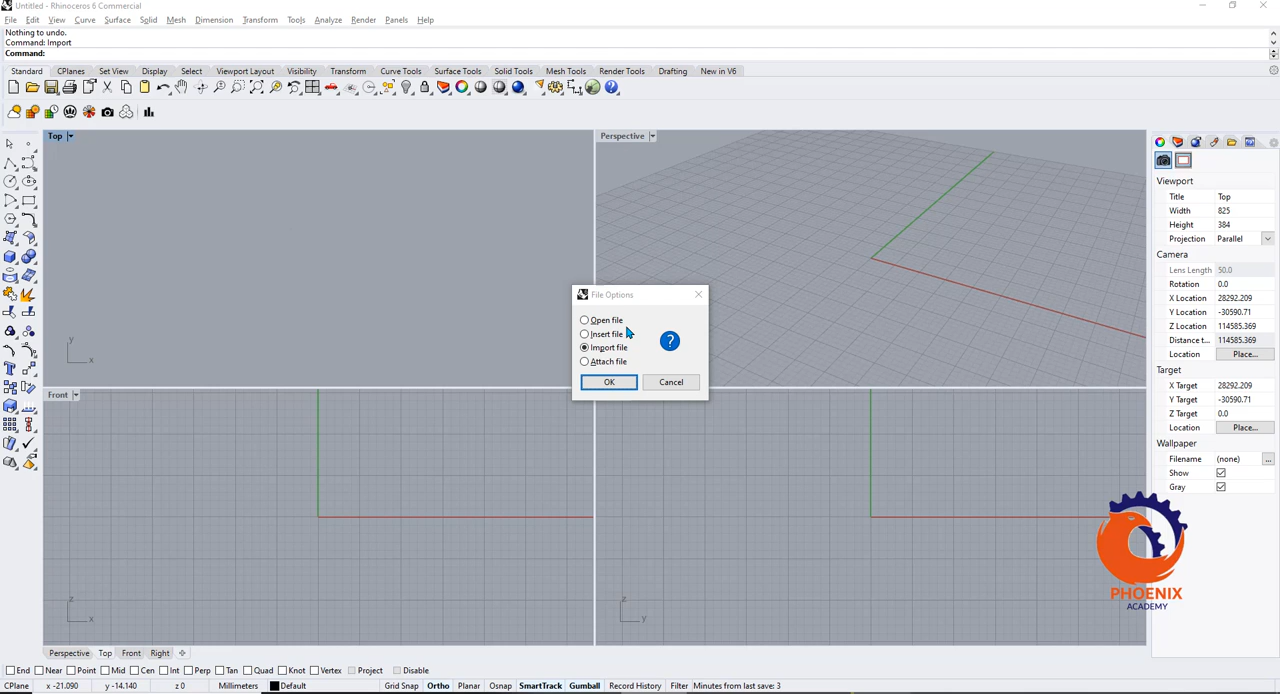 Untitled - Rhinoceros 6 Commercial
File Edit View Curve Surface Solid Mesh Dimension Transform Tools Analyze Render Panels Help
Nothing to undo.
Command: Import
Command:
Standard CPlanes Set View Display Select Viewport Layout Visibility Transform Curve Tools Surface Tools Solid Tools Mesh Tools Render Tools Drafting New in V6
Top
Perspective
Viewport
Title Top
Width 825
Height 384
Projection Parallel
Camera
Lens Length 50.0
Rotation 0.0
X Location 28292.209
Y Location -30590.71
Z Location 114585.369
Distance t... 114585.369
Location Place...
Target
X Target 28292.209
Y Target -30590.71
Z Target 0.0
Location Place...
Wallpaper
Filename (none) ...
Show
Gray
File Options
Open file
Insert file
Import file
Attach file
?
OK Cancel
y
x
Front
z
x
z
y
PHOENIX
ACADEMY
Perspective Top Front Right
End Near Point Mid Cen Int Perp Tan Quad Knot Vertex Project Disable
CPlane x -21.090 y -14.140 z 0 Millimeters Default Grid Snap Ortho Planar Osnap SmartTrack Gumball Record History Filter Minutes from last save: 3